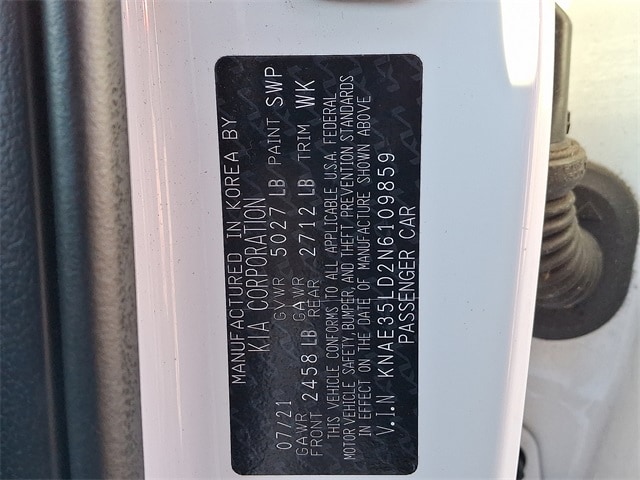 MANUFACTURED IN KOREA BY
KIA CORPORATION
07/21 GVWR 5027 LB PAINT SWP
GAWR FRONT 2458 LB GAWR REAR 2712 LB TRIM WK
THIS VEHICLE CONFORMS TO ALL APPLICABLE U.S.A. FEDERAL
MOTOR VEHICLE SAFETY, BUMPER, AND THEFT PREVENTION STANDARDS
IN EFFECT ON THE DATE OF MANUFACTURE SHOWN ABOVE
V.I.N KNAE35LD2N6109859
PASSENGER CAR